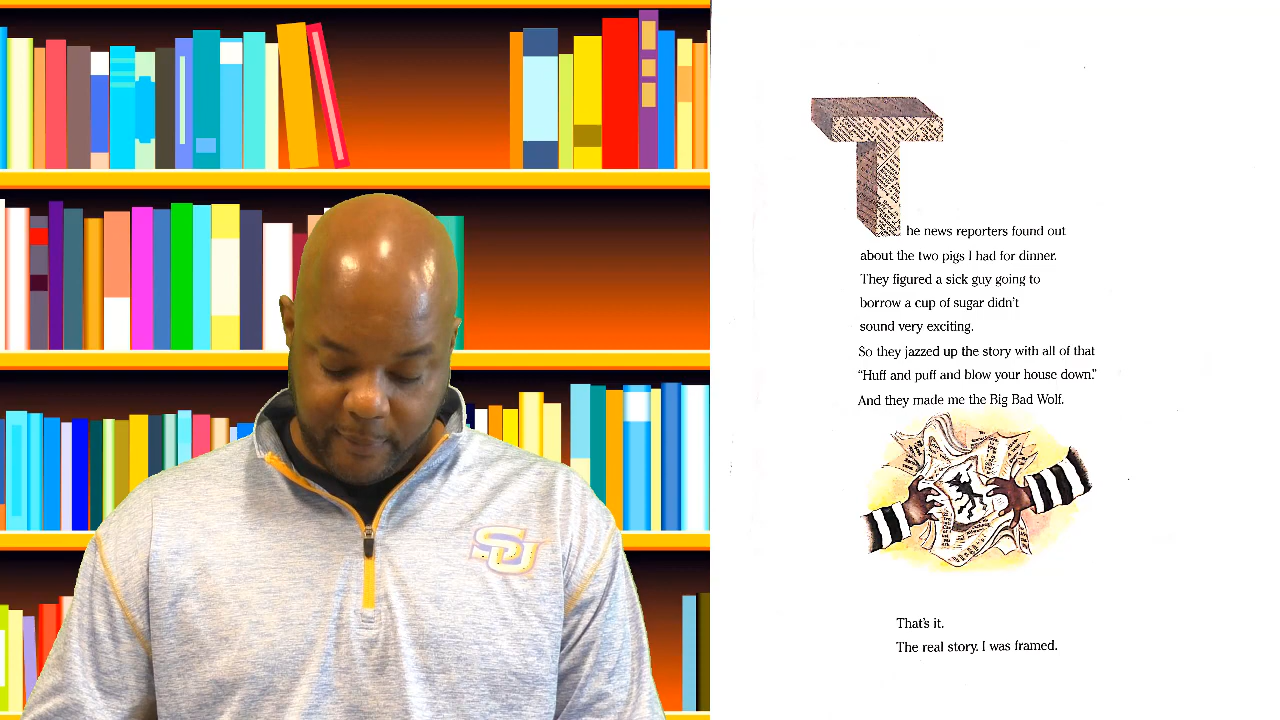 SU
The news reporters found out
about the two pigs I had for dinner.
They figured a sick guy going to
borrow a cup of sugar didn't
sound very exciting.
So they jazzed up the story with all of that
“Huff and puff and blow your house down.”
And they made me the Big Bad Wolf.
That's it.
The real story. I was framed.